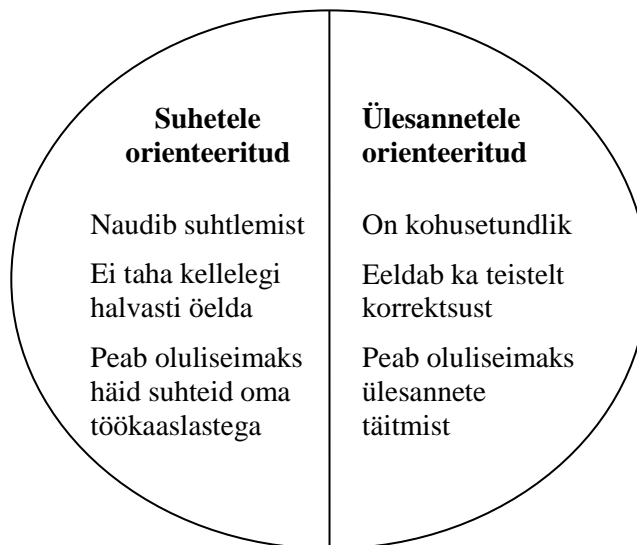 Suhetele
orienteeritud
Naudib suhtlemist
Ei taha kellelegi
halvasti öelda
Peab oluliseimaks
häid suhteid oma
töökaaslastega
Ülesannetele
orienteeritud
On kohusetundlik
Eeldab ka teistelt
korrektsust
Peab oluliseimaks
ülesannete
täitmist